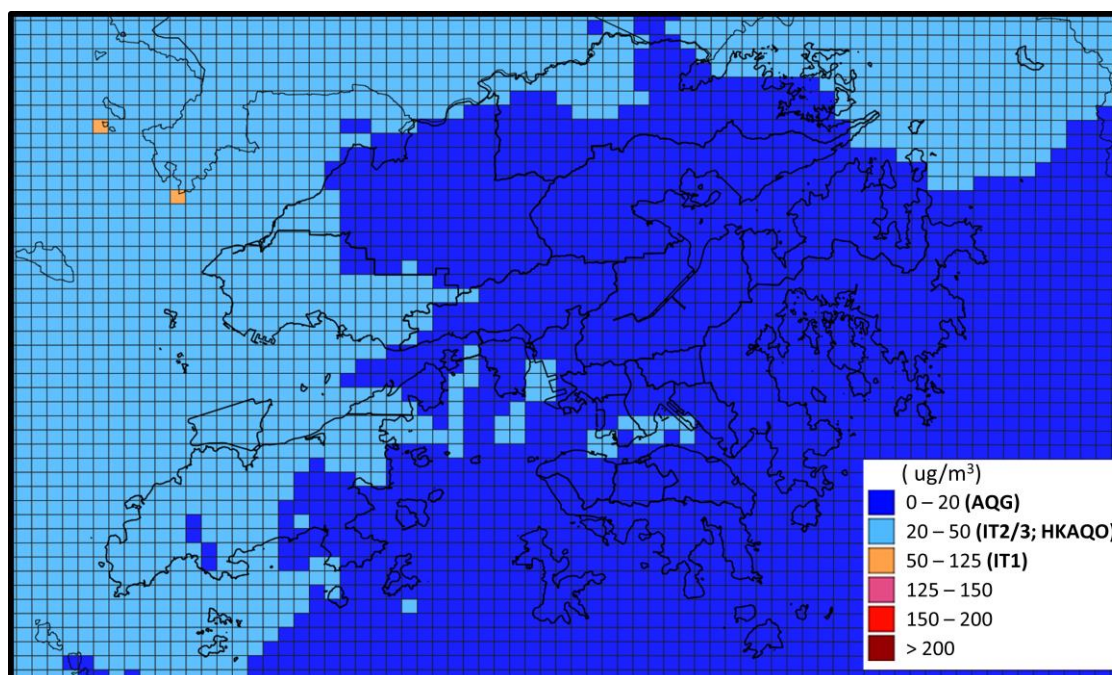 ( ug/m³)
0 – 20 (AQG)
20 – 50 (IT2/3; HKAQO)
50 – 125 (IT1)
125 – 150
150 – 200
> 200